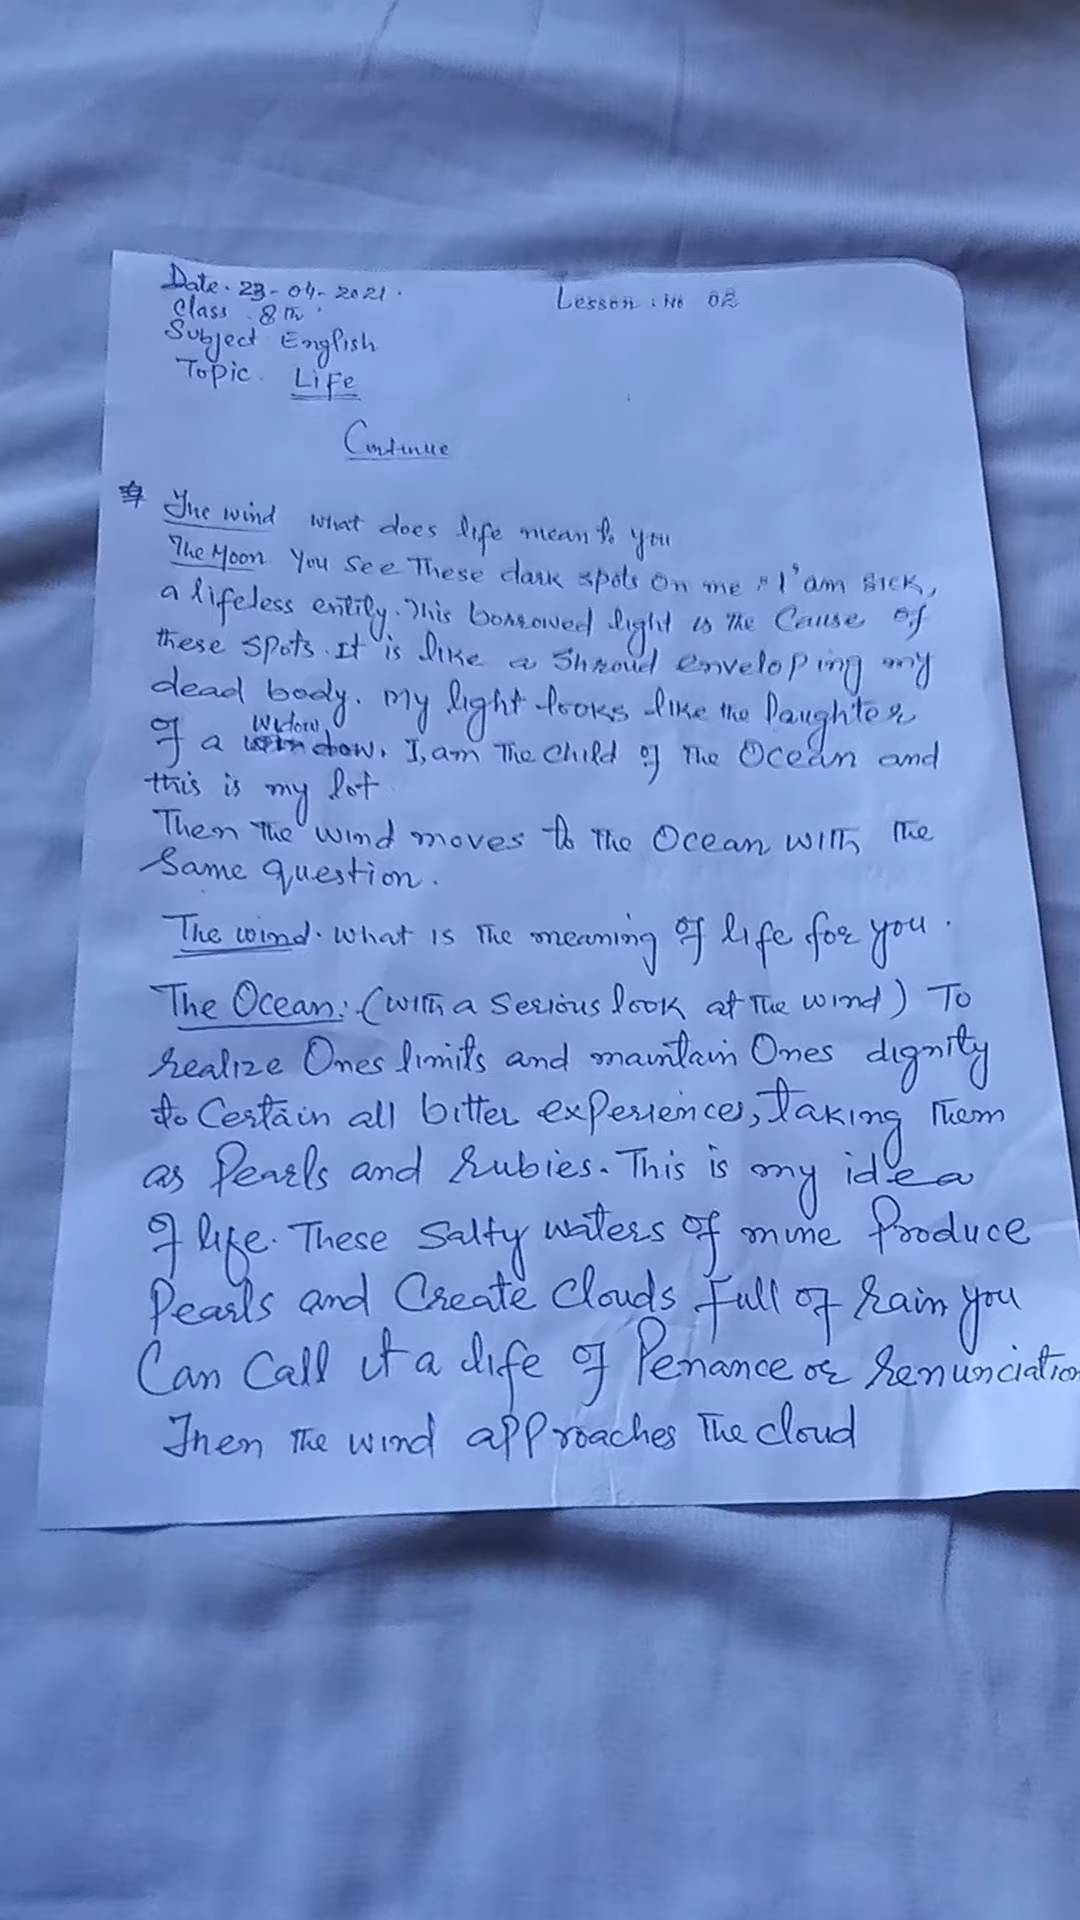 Date. 23-04-2021.
Lesson. No 02
Class 8th
Subject English
Topic. Life
Continue
* The wind what does life mean to you
The Moon You see These dark spots on me I'am sick,
a lifeless entity. This borrowed light is the Cause of
these spots. It is like a Shroud enveloping my
dead body. My light looks like the laughter
of a widow. I, am The child of The Ocean and
this is my lot
Then The wind moves to The Ocean with The
Same question.
The wind. what is The meaning of life for you.
The Ocean: (with a Serious look at The wind) To
realize Ones limits and maintain Ones dignity
to Certain all bitter experiences, taking Them
as Pearls and rubies. This is my idea
of life. These Salty waters of mine Produce
Pearls and Create Clouds full of rain you
Can Call it a life of Penance or renunciation
Then The wind approaches The cloud